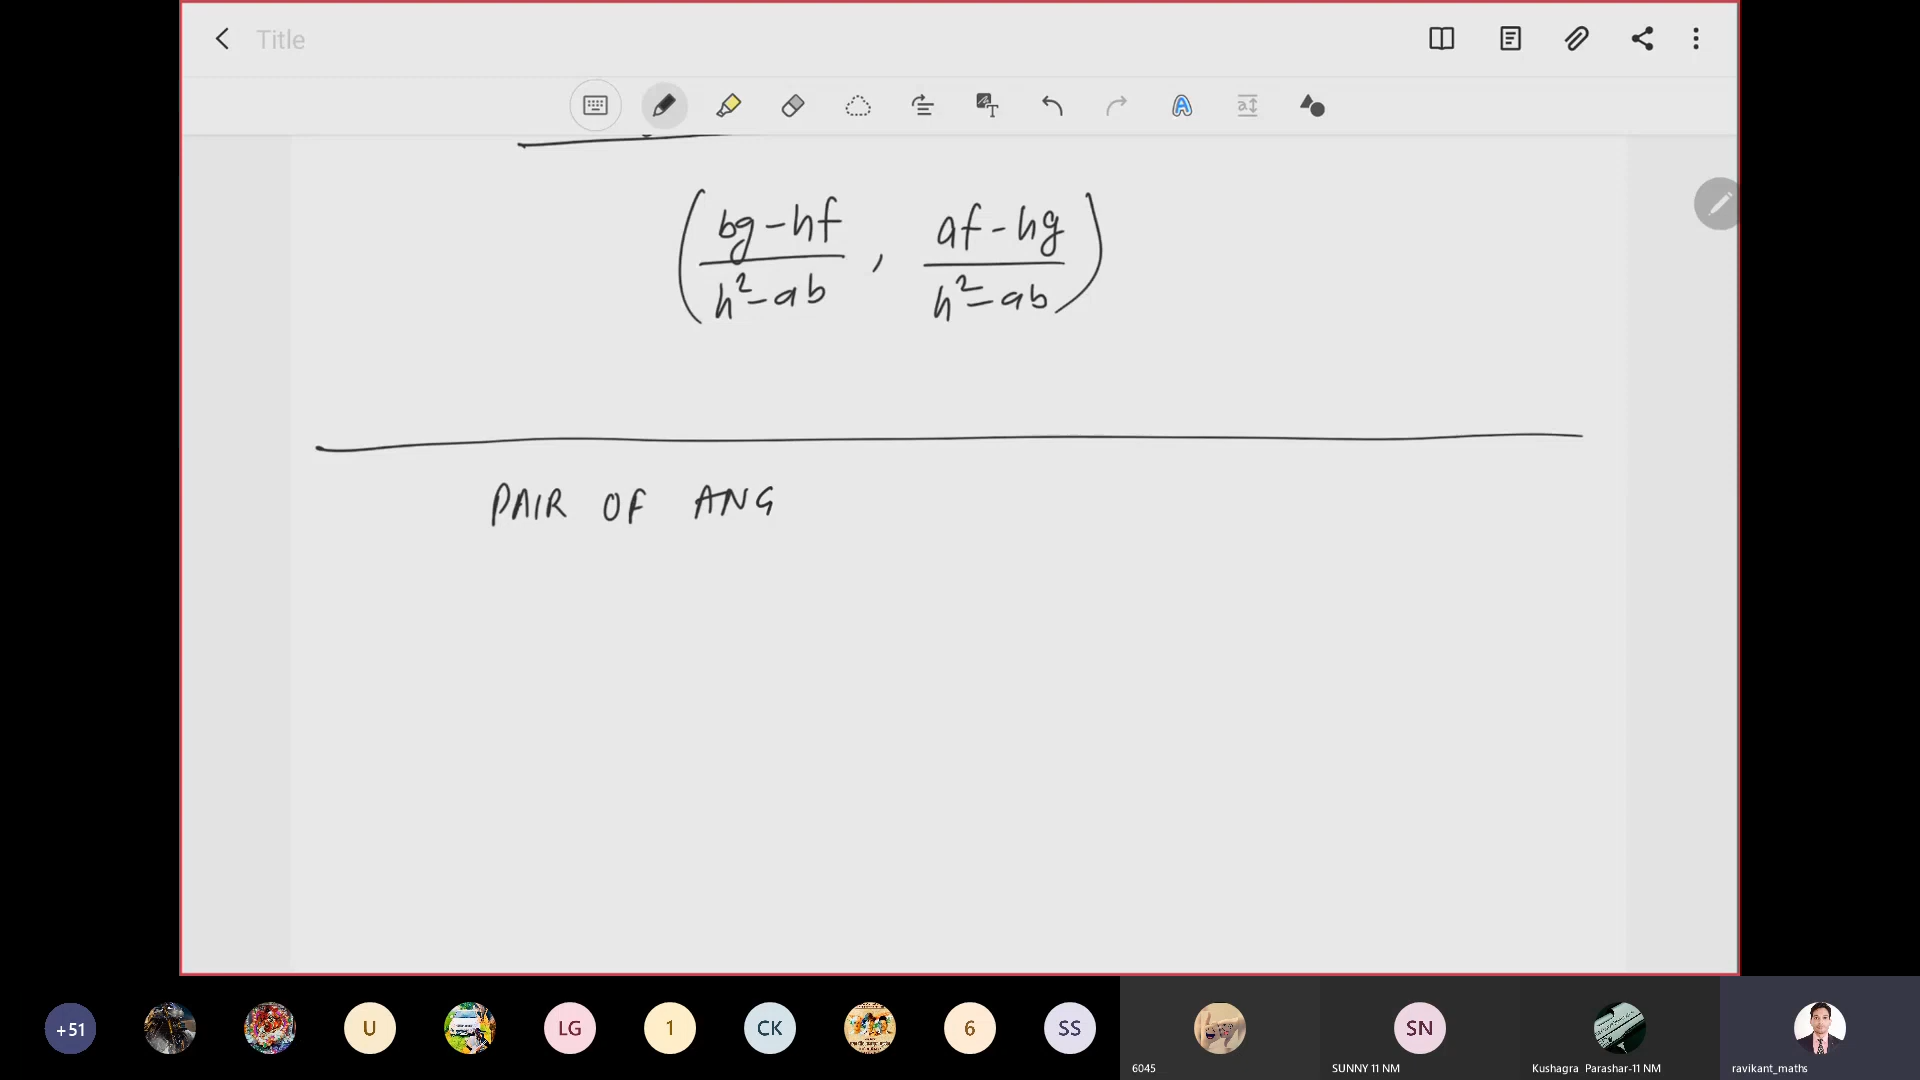 Title
( bg-hf / h²-ab , af-hg / h²-ab )
PAIR OF ANG
+51
U
LG
1
CK
6
SS
SN
6045
SUNNY 11 NM
Kushagra Parashar-11 NM
ravikant_maths